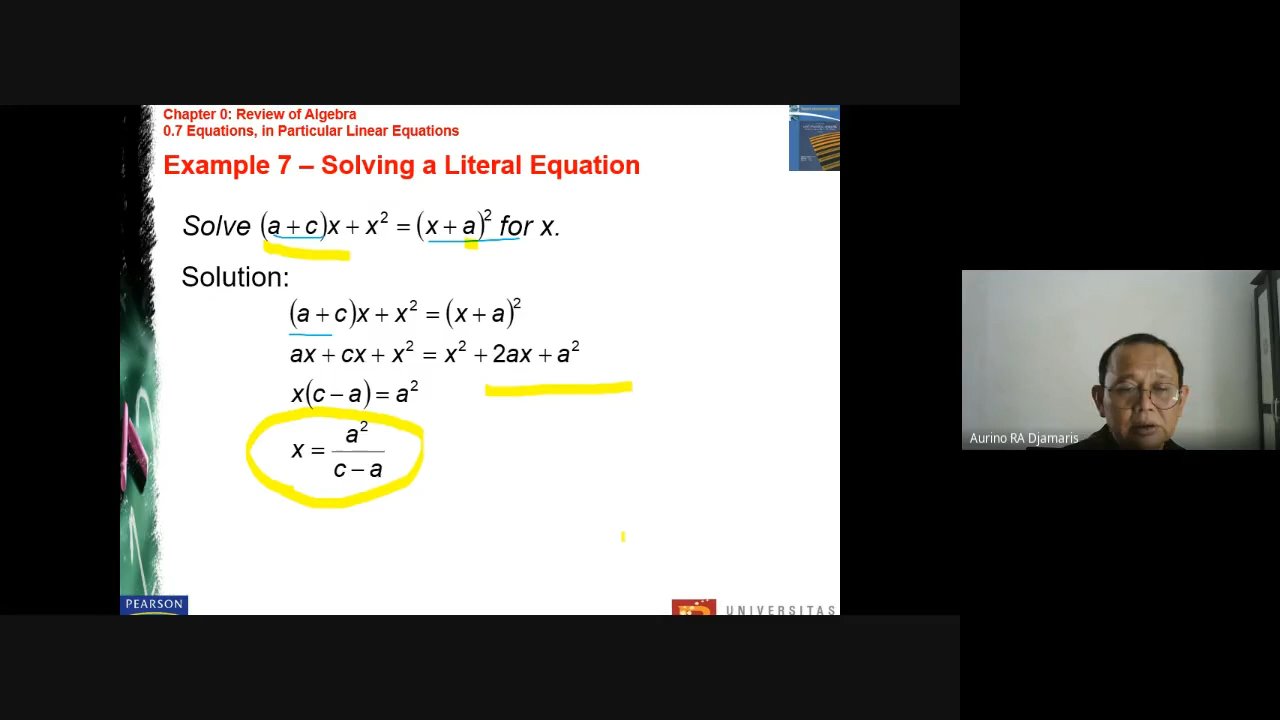 Chapter 0: Review of Algebra
0.7 Equations, in Particular Linear Equations
Example 7 – Solving a Literal Equation
Solve (a + c)x + x² = (x + a)² for x.
Solution:
(a + c)x + x² = (x + a)²
ax + cx + x² = x² + 2ax + a²
x(c − a) = a²
x = a² / (c − a)
Aurino RA Djamaris
PEARSON
UNIVERSITAS